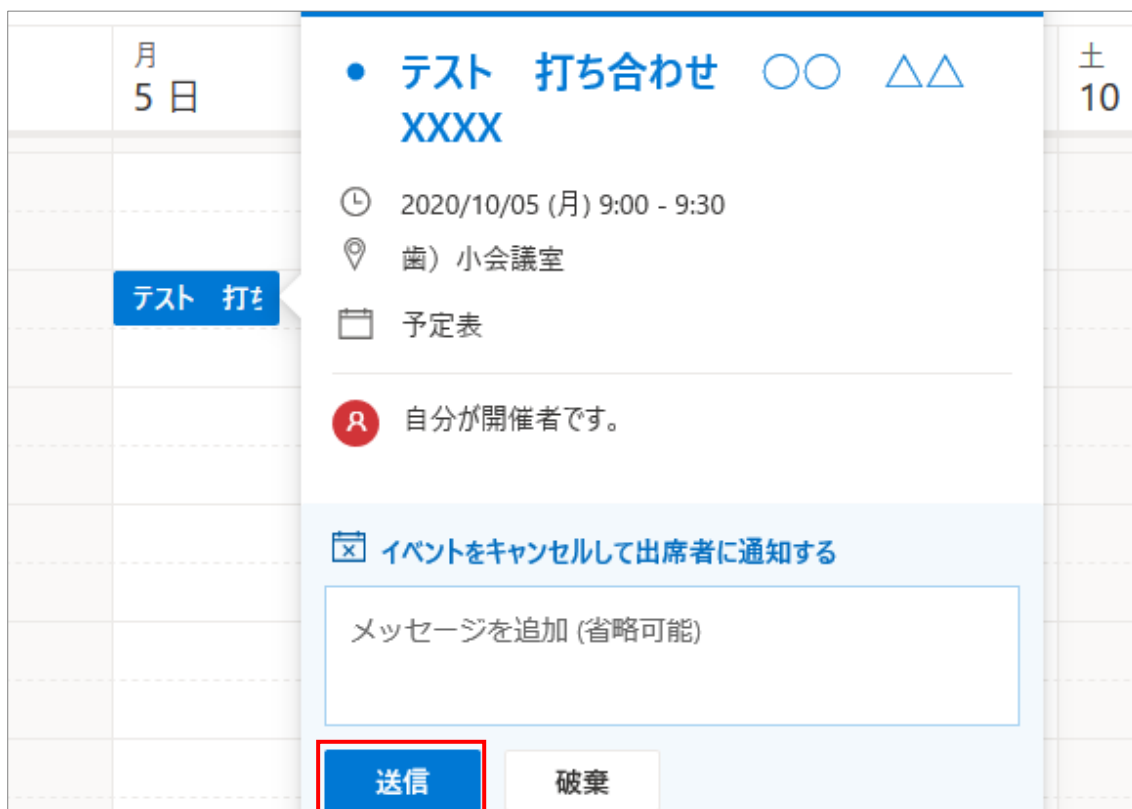 月
5 日
土
10
テスト　打ち合わせ　○○　△△
XXXX
2020/10/05 (月) 9:00 - 9:30
歯）小会議室
テスト　打ち
予定表
自分が開催者です。
イベントをキャンセルして出席者に通知する
メッセージを追加 (省略可能)
送信
破棄